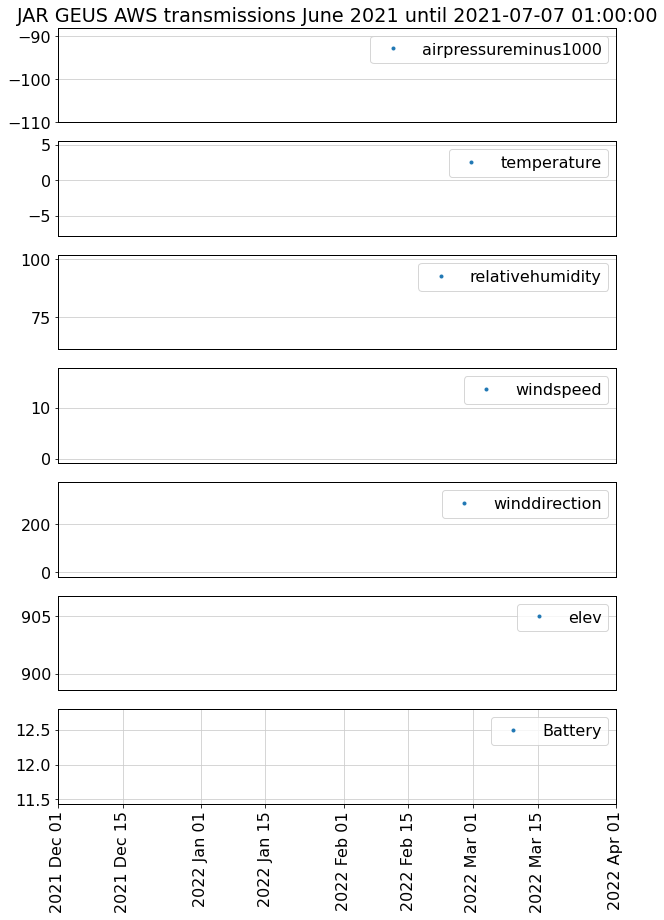 JAR GEUS AWS transmissions June 2021 until 2021-07-07 01:00:00
−90
−100
−110
airpressureminus1000
5
0
−5
temperature
100
75
relativehumidity
10
0
windspeed
200
0
winddirection
905
900
elev
12.5
12.0
11.5
Battery
2021 Dec 01
2021 Dec 15
2022 Jan 01
2022 Jan 15
2022 Feb 01
2022 Feb 15
2022 Mar 01
2022 Mar 15
2022 Apr 01